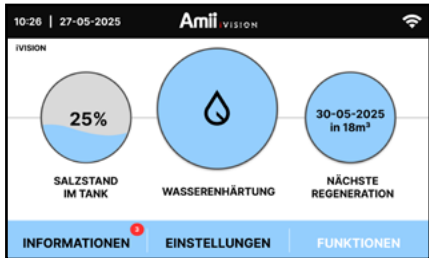 10:26 | 27-05-2025
Amii iVISION
iVISION
25%
30-05-2025
in 18m³
SALZSTAND
IM TANK
WASSERENHÄRTUNG
NÄCHSTE
REGENERATION
3
INFORMATIONEN
EINSTELLUNGEN
FUNKTIONEN